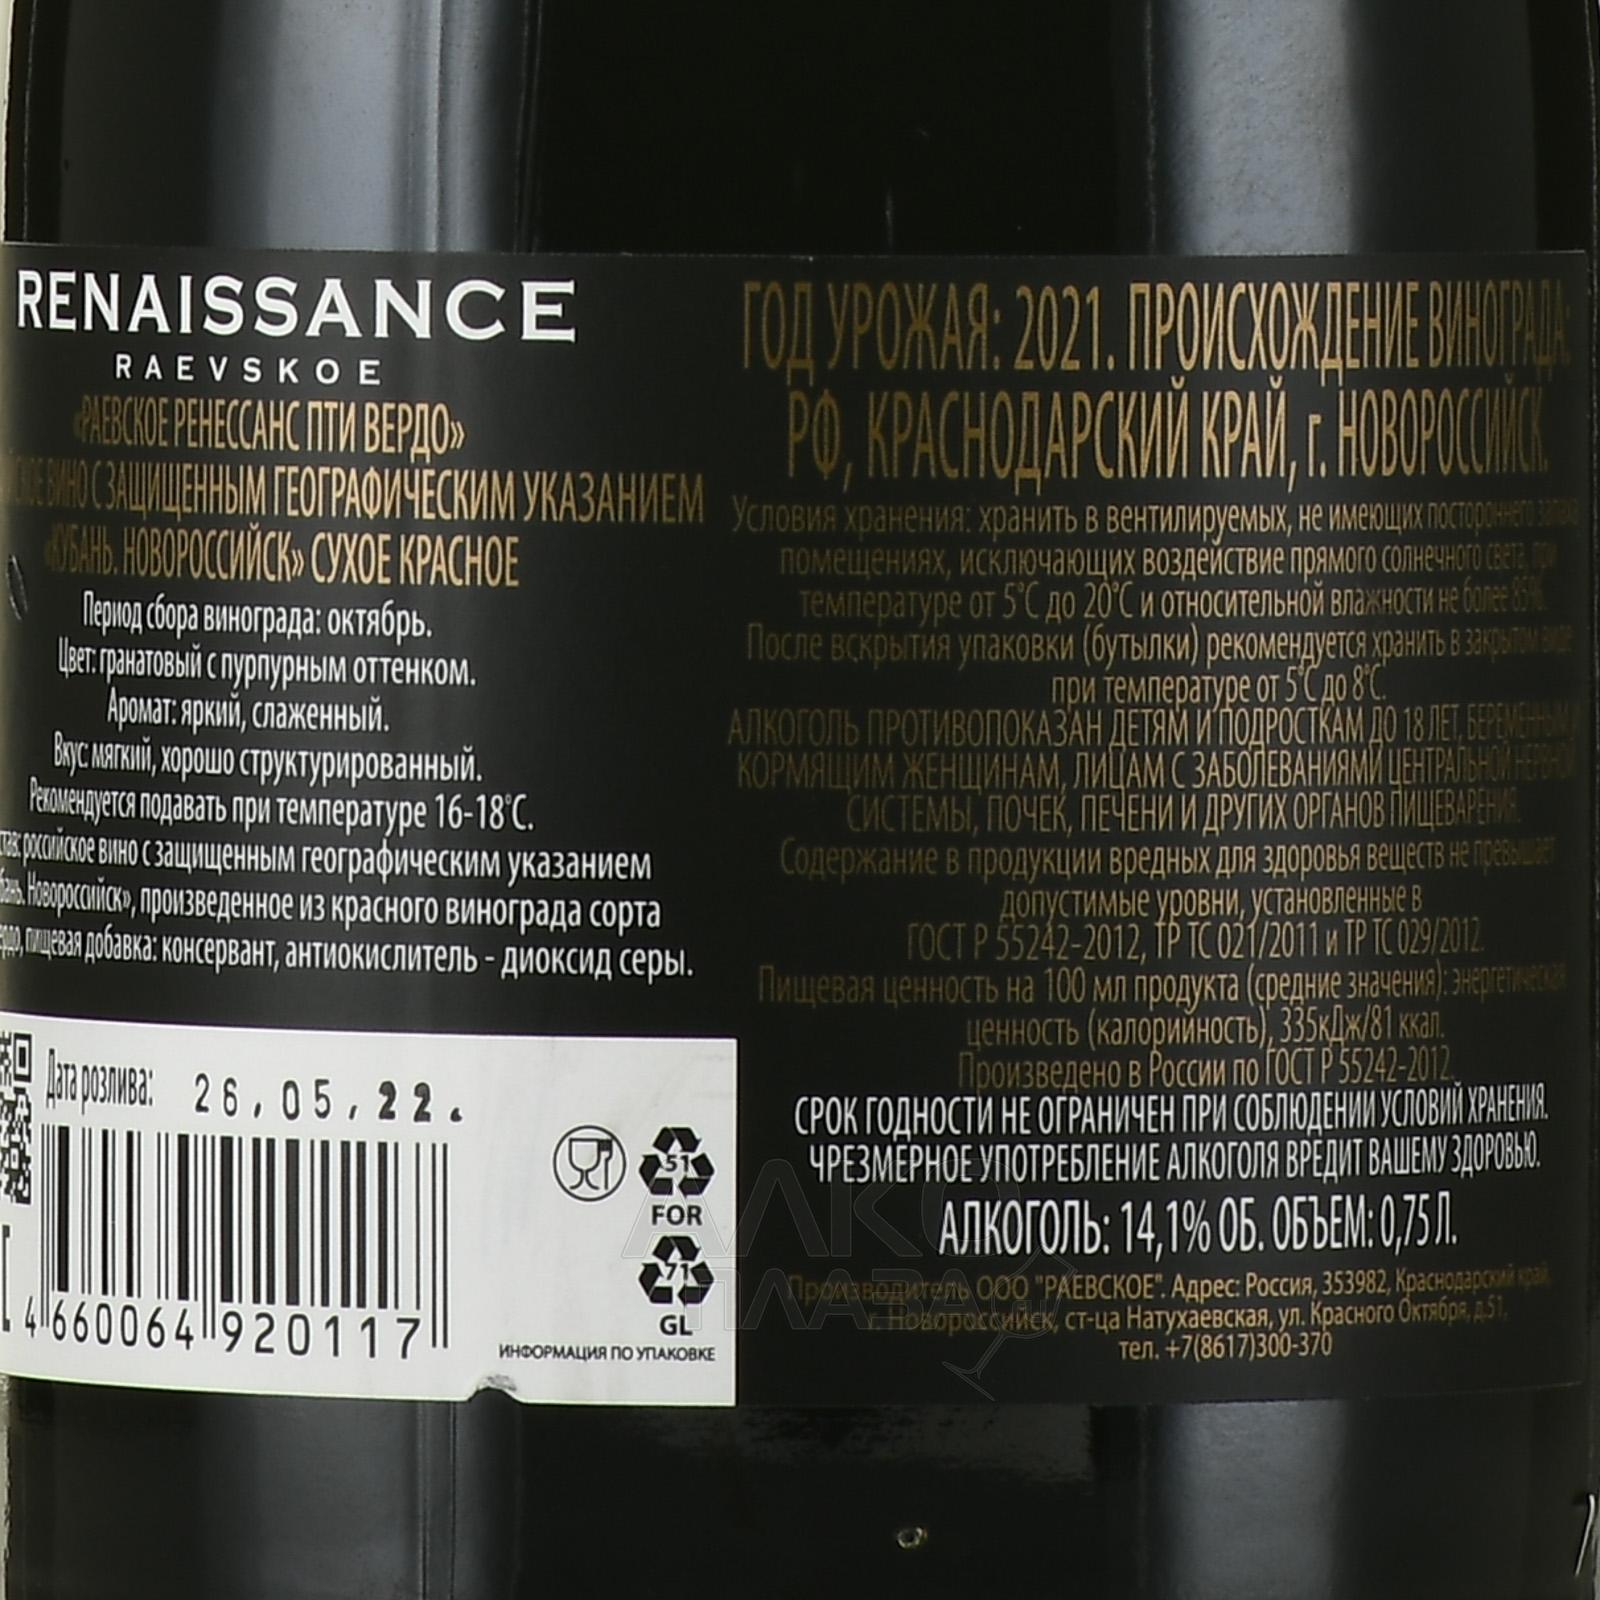 RENAISSANCE
RAEVSKOE
«РАЕВСКОЕ РЕНЕССАНС ПТИ ВЕРДО»
ВИНО С ЗАЩИЩЕННЫМ ГЕОГРАФИЧЕСКИМ УКАЗАНИЕМ
«КУБАНЬ. НОВОРОССИЙСК» СУХОЕ КРАСНОЕ
Период сбора винограда: октябрь.
Цвет: гранатовый с пурпурным оттенком.
Аромат: яркий, слаженный.
Вкус: мягкий, хорошо структурированный.
Рекомендуется подавать при температуре 16-18°С.
российское вино с защищенным географическим указанием
Новороссийск», произведенное из красного винограда сорта
пищевая добавка: консервант, антиокислитель - диоксид серы.
Дата розлива: 26.05.22.
4660064920117
51
FOR
71
GL
ИНФОРМАЦИЯ ПО УПАКОВКЕ
ГОД УРОЖАЯ: 2021. ПРОИСХОЖДЕНИЕ ВИНОГРАДА:
РФ, КРАСНОДАРСКИЙ КРАЙ, г. НОВОРОССИЙСК.
Условия хранения: хранить в вентилируемых, не имеющих постороннего запаха
помещениях, исключающих воздействие прямого солнечного света, при
температуре от 5°С до 20°С и относительной влажности не более 85%.
После вскрытия упаковки (бутылки) рекомендуется хранить в закрытом виде
при температуре от 5°С до 8°С.
АЛКОГОЛЬ ПРОТИВОПОКАЗАН ДЕТЯМ И ПОДРОСТКАМ ДО 18 ЛЕТ, БЕРЕМЕННЫМ И
КОРМЯЩИМ ЖЕНЩИНАМ, ЛИЦАМ С ЗАБОЛЕВАНИЯМИ ЦЕНТРАЛЬНОЙ НЕРВНОЙ
СИСТЕМЫ, ПОЧЕК, ПЕЧЕНИ И ДРУГИХ ОРГАНОВ ПИЩЕВАРЕНИЯ.
Содержание в продукции вредных для здоровья веществ не превышает
допустимые уровни, установленные в
ГОСТ Р 55242-2012, ТР ТС 021/2011 и ТР ТС 029/2012.
Пищевая ценность на 100 мл продукта (средние значения): энергетическая
ценность (калорийность), 335кДж/81 ккал.
Произведено в России по ГОСТ Р 55242-2012.
СРОК ГОДНОСТИ НЕ ОГРАНИЧЕН ПРИ СОБЛЮДЕНИИ УСЛОВИЙ ХРАНЕНИЯ.
ЧРЕЗМЕРНОЕ УПОТРЕБЛЕНИЕ АЛКОГОЛЯ ВРЕДИТ ВАШЕМУ ЗДОРОВЬЮ.
АЛКОГОЛЬ: 14,1% ОБ. ОБЪЕМ: 0,75 Л.
Производитель ООО "РАЕВСКОЕ". Адрес: Россия, 353982, Краснодарский край,
г. Новороссийск, ст-ца Натухаевская, ул. Красного Октября, д.51,
тел. +7(8617)300-370
АЛКО
ПЛАЗА
.ru